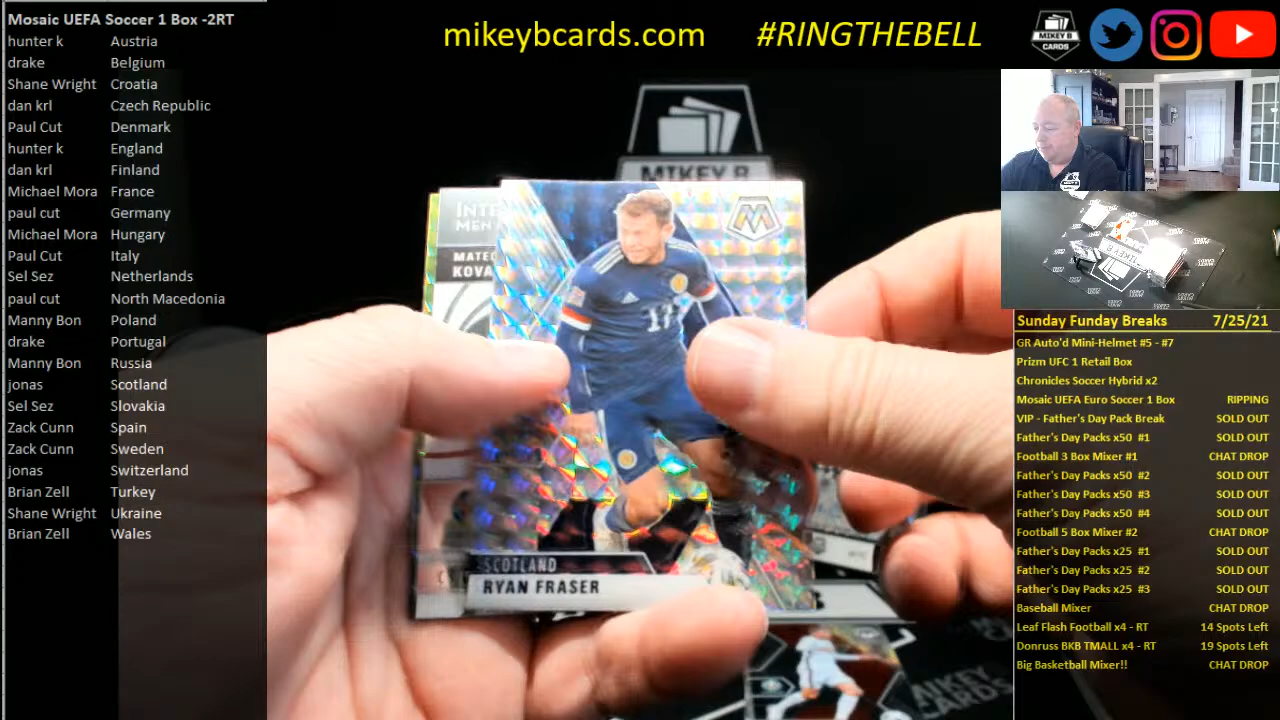 Mosaic UEFA Soccer 1 Box -2RT
hunter k Austria
drake Belgium
Shane Wright Croatia
dan krl Czech Republic
Paul Cut Denmark
hunter k England
dan krl Finland
Michael Mora France
paul cut Germany
Michael Mora Hungary
Paul Cut Italy
Sel Sez Netherlands
paul cut North Macedonia
Manny Bon Poland
drake Portugal
Manny Bon Russia
jonas Scotland
Sel Sez Slovakia
Zack Cunn Spain
Zack Cunn Sweden
jonas Switzerland
Brian Zell Turkey
Shane Wright Ukraine
Brian Zell Wales
mikeybcards.com #RINGTHEBELL
MIKEY B
CARDS
MIKEY B
INTE
MEN
MATEO
KOVA
11
SCOTLAND
RYAN FRASER
MIKEY
CARDS
Sunday Funday Breaks 7/25/21
GR Auto'd Mini-Helmet #5 - #7
Prizm UFC 1 Retail Box
Chronicles Soccer Hybrid x2
Mosaic UEFA Euro Soccer 1 Box RIPPING
VIP - Father's Day Pack Break SOLD OUT
Father's Day Packs x50 #1 SOLD OUT
Football 3 Box Mixer #1 CHAT DROP
Father's Day Packs x50 #2 SOLD OUT
Father's Day Packs x50 #3 SOLD OUT
Father's Day Packs x50 #4 SOLD OUT
Football 5 Box Mixer #2 CHAT DROP
Father's Day Packs x25 #1 SOLD OUT
Father's Day Packs x25 #2 SOLD OUT
Father's Day Packs x25 #3 SOLD OUT
Baseball Mixer CHAT DROP
Leaf Flash Football x4 - RT 14 Spots Left
Donruss BKB TMALL x4 - RT 19 Spots Left
Big Basketball Mixer!! CHAT DROP